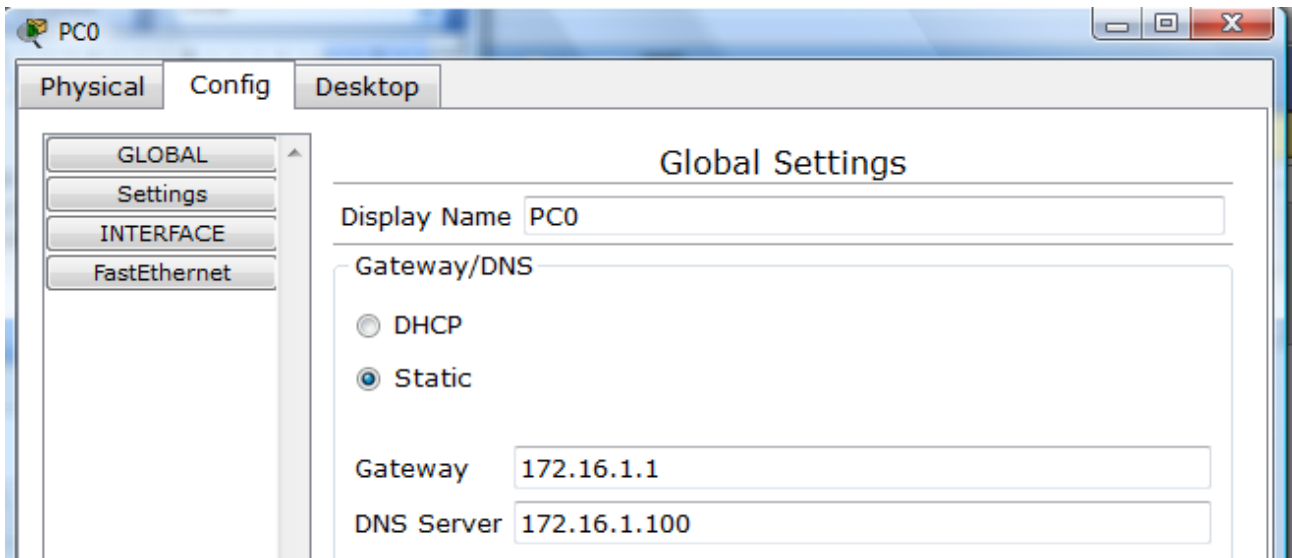 PC0
Physical Config Desktop
GLOBAL
Settings
INTERFACE
FastEthernet
Global Settings
Display Name PC0
Gateway/DNS
DHCP
Static
Gateway 172.16.1.1
DNS Server 172.16.1.100